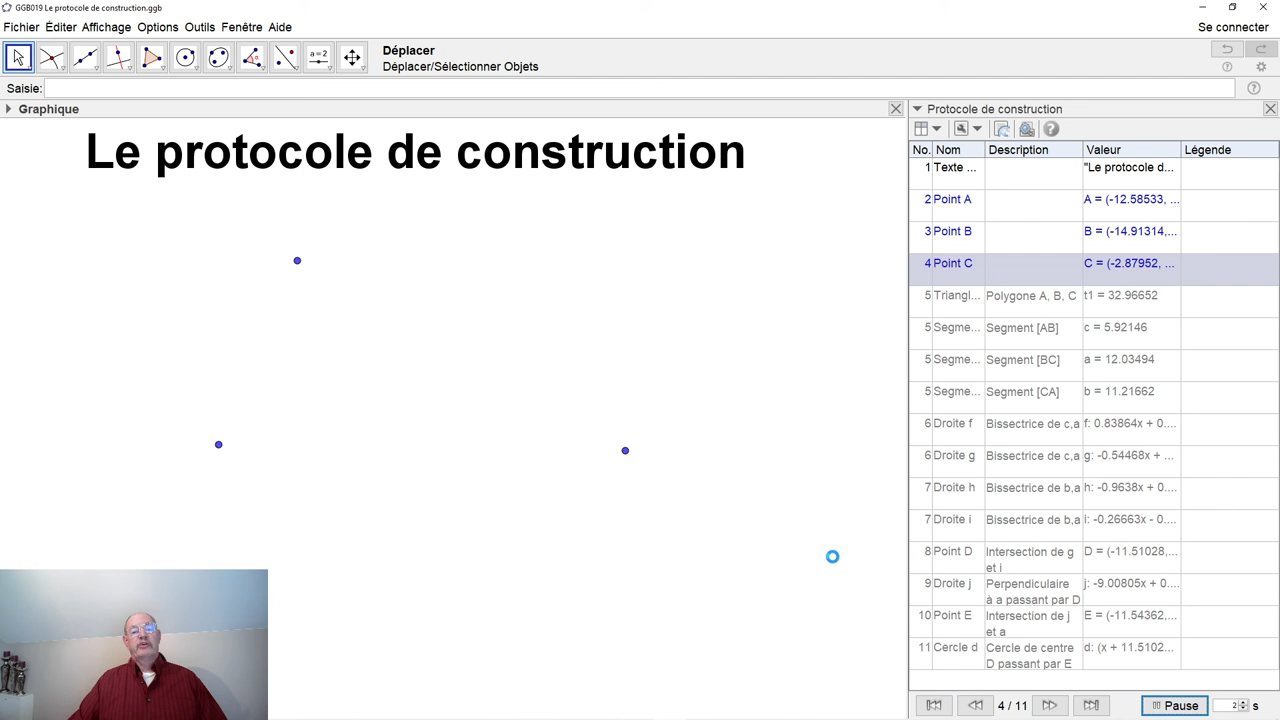 GGB019 Le protocole de construction.ggb
Fichier Éditer Affichage Options Outils Fenêtre Aide
Se connecter
a=2
Déplacer
Déplacer/Sélectionner Objets
Saisie:
Graphique
Protocole de construction
Le protocole de construction
No. Nom Description Valeur Légende
1 Texte ... "Le protocole d...
2 Point A A = (-12.58533, ...
3 Point B B = (-14.91314,...
4 Point C C = (-2.87952, ...
5 Triangl... Polygone A, B, C t1 = 32.96652
5 Segme... Segment [AB] c = 5.92146
5 Segme... Segment [BC] a = 12.03494
5 Segme... Segment [CA] b = 11.21662
6 Droite f Bissectrice de c,a f: 0.83864x + 0....
6 Droite g Bissectrice de c,a g: -0.54468x + ...
7 Droite h Bissectrice de b,a h: -0.9638x + 0....
7 Droite i Bissectrice de b,a i: -0.26663x - 0....
8 Point D Intersection de g D = (-11.51028,...
et i
9 Droite j Perpendiculaire j: -9.00805x + 0....
à a passant par D
10 Point E Intersection de j E = (-11.54362,...
et a
11 Cercle d Cercle de centre d: (x + 11.5102...
D passant par E
4 / 11
Pause
2 s